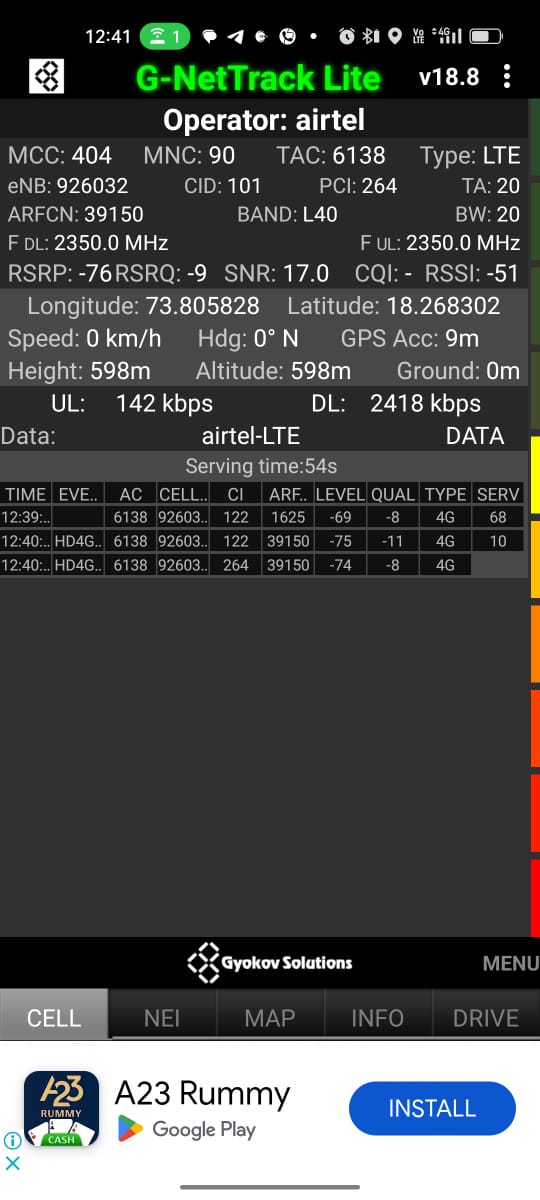 12:41 1 Vo LTE 4G
G-NetTrack Lite v18.8
Operator: airtel
MCC: 404 MNC: 90 TAC: 6138 Type: LTE
eNB: 926032 CID: 101 PCI: 264 TA: 20
ARFCN: 39150 BAND: L40 BW: 20
F DL: 2350.0 MHz F UL: 2350.0 MHz
RSRP: -76 RSRQ: -9 SNR: 17.0 CQI: - RSSI: -51
Longitude: 73.805828 Latitude: 18.268302
Speed: 0 km/h Hdg: 0° N GPS Acc: 9m
Height: 598m Altitude: 598m Ground: 0m
UL: 142 kbps DL: 2418 kbps
Data: airtel-LTE DATA
Serving time:54s
TIME EVE.. AC CELL.. CI ARF.. LEVEL QUAL TYPE SERV
12:39:.. 6138 92603.. 122 1625 -69 -8 4G 68
12:40:.. HD4G.. 6138 92603.. 122 39150 -75 -11 4G 10
12:40:.. HD4G.. 6138 92603.. 264 39150 -74 -8 4G
Gyokov Solutions MENU
CELL NEI MAP INFO DRIVE
A23 RUMMY CASH
A23 Rummy
Google Play
INSTALL